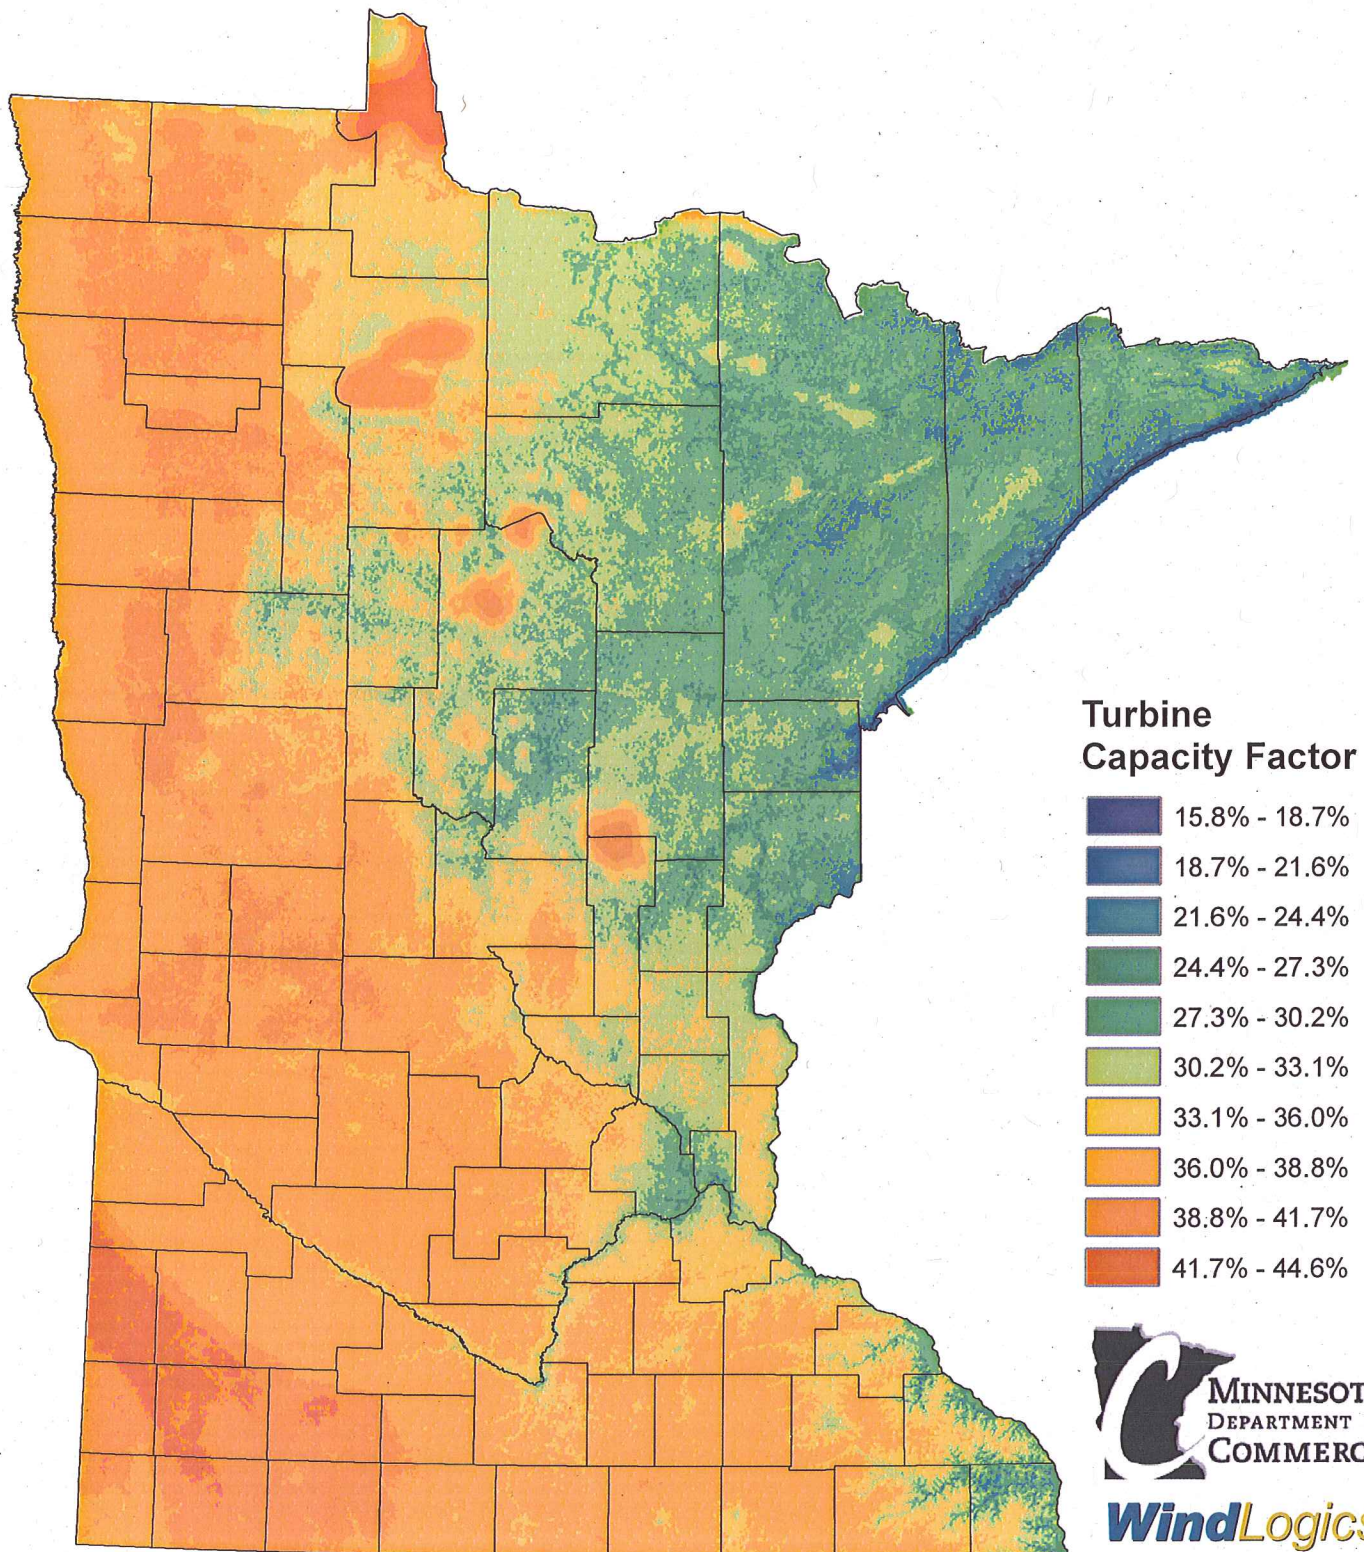 Turbine
Capacity Factor
15.8% - 18.7%
18.7% - 21.6%
21.6% - 24.4%
24.4% - 27.3%
27.3% - 30.2%
30.2% - 33.1%
33.1% - 36.0%
36.0% - 38.8%
38.8% - 41.7%
41.7% - 44.6%
MINNESOT
DEPARTMENT
COMMERC
WindLogics